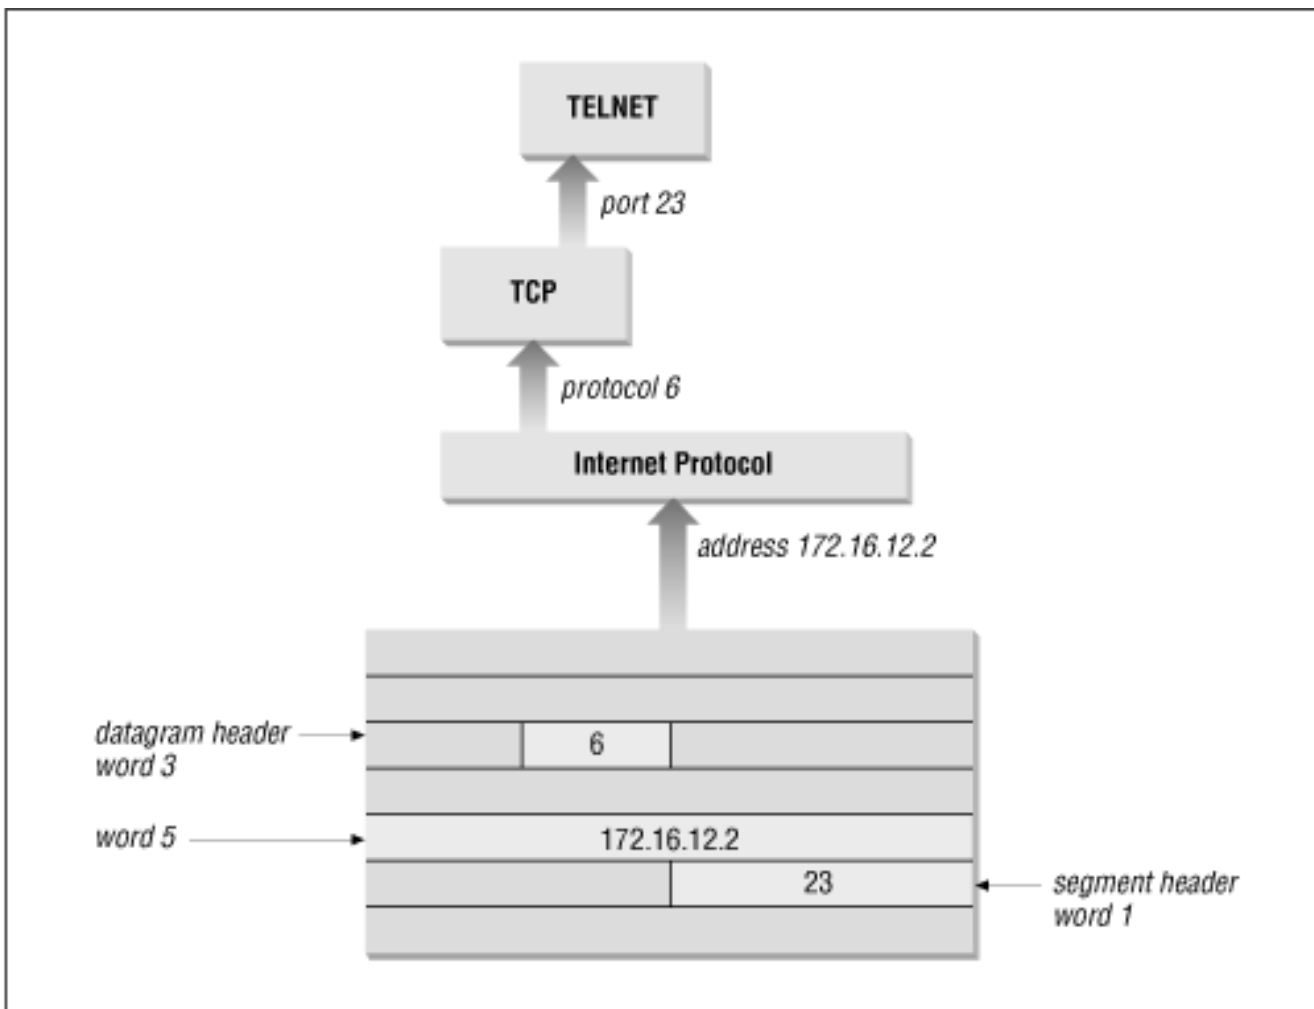 TELNET
port 23
TCP
protocol 6
Internet Protocol
address 172.16.12.2
datagram header
word 3
6
word 5
172.16.12.2
23
segment header
word 1